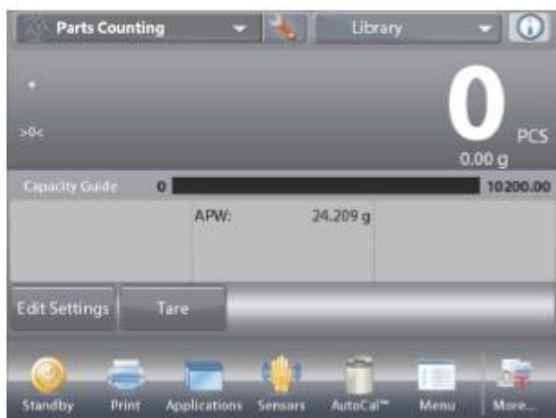 Parts Counting Library
0
>0< PCS
0.00 g
Capacity Guide 0 10200.00
APW: 24.209 g
Edit Settings Tare
Standby Print Applications Sensors AutoCal™ Menu More...